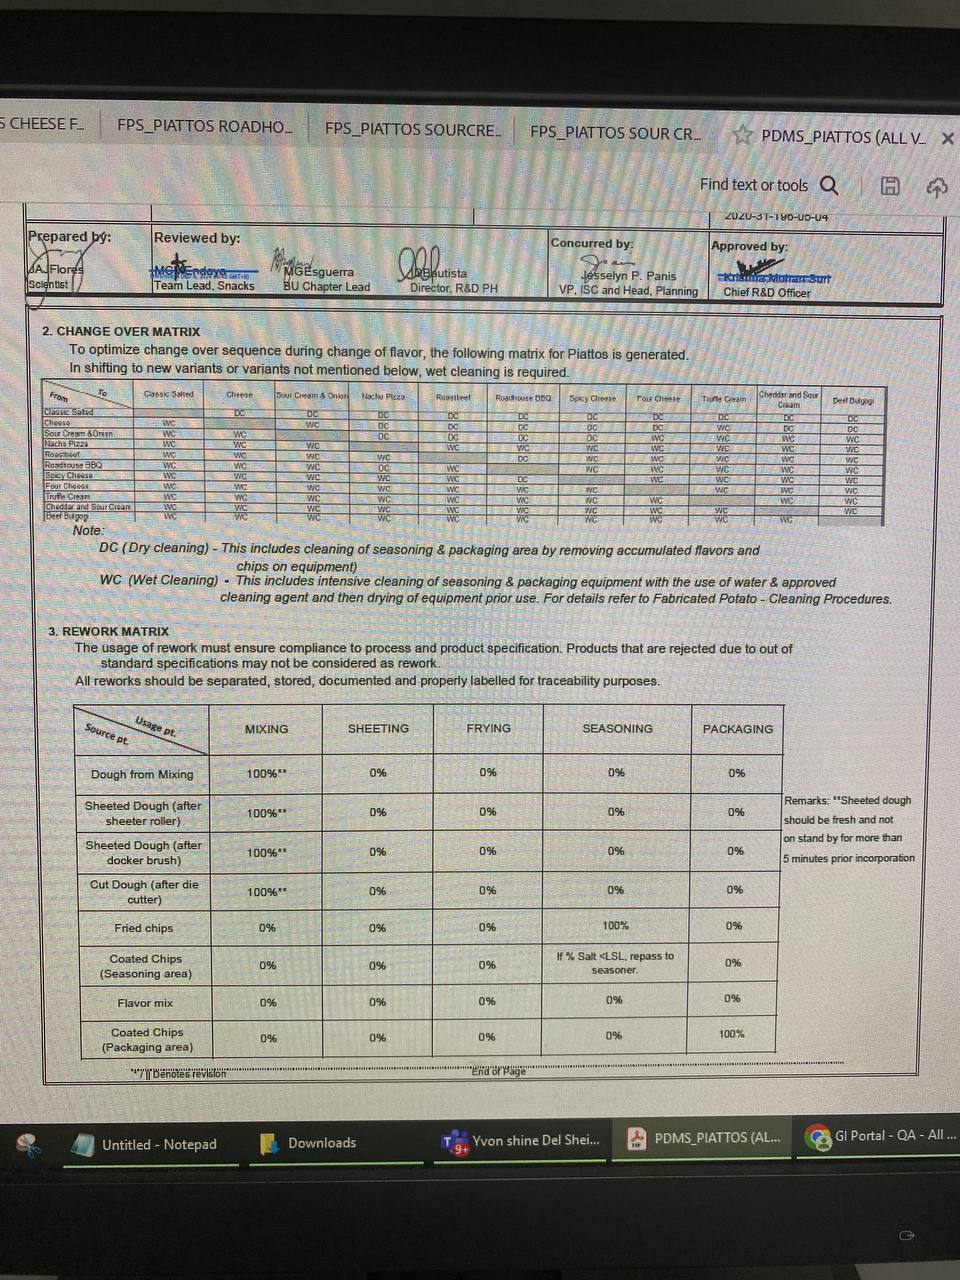 S CHEESE F...
FPS_PIATTOS ROADHO...
FPS_PIATTOS SOURCRE...
FPS_PIATTOS SOUR CR...
PDMS_PIATTOS (ALL V...
Find text or tools
2020-31-196-05-04
Prepared by:
Reviewed by:
Concurred by:
Approved by:
JA. Flores
MGEsguerra
Josselyn P. Panis
Krishna Mohan Suri
Scientist
Team Lead, Snacks
BU Chapter Lead
Director, R&D PH
VP, ISC and Head, Planning
Chief R&D Officer
2. CHANGE OVER MATRIX
To optimize change over sequence during change of flavor, the following matrix for Piattos is generated.
In shifting to new variants or variants not mentioned below, wet cleaning is required.
From To Classic Salted Cheese Sour Cream & Onion Nacho Pizza Roastbeef Roadhouse BBQ Spicy Cheese Four Cheese Truffle Cream Cheddar and Sour Cream Beef Bulgogi
Classic Salted DC DC DC DC DC DC DC DC DC DC
Cheese WC WC DC DC DC DC DC WC DC DC
Sour Cream &Onion WC WC DC DC DC DC WC WC WC WC
Nacho Pizza WC WC WC WC WC WC WC WC WC WC
Roastbeef WC WC WC WC DC WC WC WC WC WC
Roadhouse BBQ WC WC WC DC WC WC WC WC WC WC
Spicy Cheese WC WC WC WC WC DC WC WC WC WC
Four Cheese WC WC WC WC WC WC WC WC WC WC
Truffle Cream WC WC WC WC WC WC WC WC WC WC
Cheddar and Sour Cream WC WC WC WC WC WC WC WC WC WC
Beef Bulgogi WC WC WC WC WC WC WC WC WC WC
Note:
DC (Dry cleaning) - This includes cleaning of seasoning & packaging area by removing accumulated flavors and
chips on equipment)
WC (Wet Cleaning) - This includes intensive cleaning of seasoning & packaging equipment with the use of water & approved
cleaning agent and then drying of equipment prior use. For details refer to Fabricated Potato - Cleaning Procedures.
3. REWORK MATRIX
The usage of rework must ensure compliance to process and product specification. Products that are rejected due to out of
standard specifications may not be considered as rework.
All reworks should be separated, stored, documented and properly labelled for traceability purposes.
Usage pt.
Source pt.
MIXING SHEETING FRYING SEASONING PACKAGING
Dough from Mixing 100%** 0% 0% 0% 0%
Sheeted Dough (after
sheeter roller) 100%** 0% 0% 0% 0%
Sheeted Dough (after
docker brush) 100%** 0% 0% 0% 0%
Cut Dough (after die
cutter) 100%** 0% 0% 0% 0%
Remarks: **Sheeted dough
should be fresh and not
on stand by for more than
5 minutes prior incorporation
Fried chips 0% 0% 0% 100% 0%
Coated Chips
(Seasoning area) 0% 0% 0% If % Salt <LSL, repass to
seasoner. 0%
Flavor mix 0% 0% 0% 0% 0%
Coated Chips
(Packaging area) 0% 0% 0% 0% 100%
"*"/ || Denotes revision
End of Page
Untitled - Notepad
Downloads
9+
Yvon shine Del Shei...
PDMS_PIATTOS (AL...
GI Portal - QA - All ...